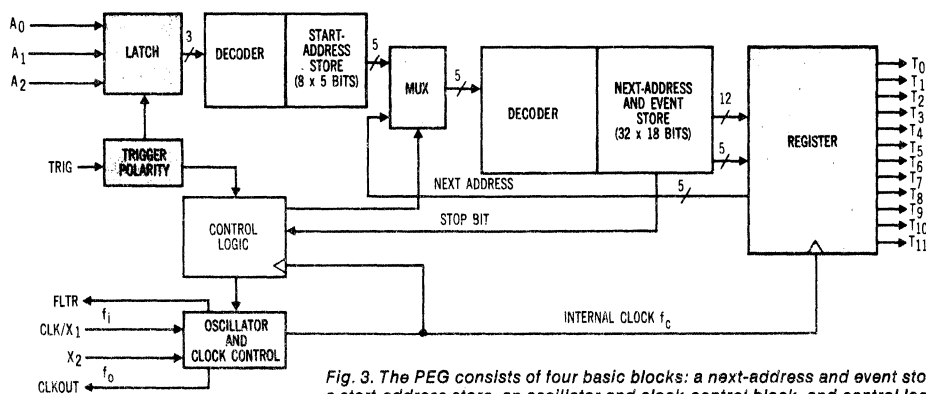 A0
A1
A2
LATCH
3
DECODER
START-
ADDRESS
STORE
(8 x 5 BITS)
5
MUX
5
DECODER
NEXT-ADDRESS
AND EVENT
STORE
(32 x 18 BITS)
12
5
REGISTER
T0
T1
T2
T3
T4
T5
T6
T7
T8
T9
T10
T11
TRIG
TRIGGER
POLARITY
NEXT ADDRESS
5
STOP BIT
CONTROL
LOGIC
FLTR
fi
CLK/X1
X2
fo
CLKOUT
OSCILLATOR
AND
CLOCK CONTROL
INTERNAL CLOCK fc
Fig. 3. The PEG consists of four basic blocks: a next-address and event